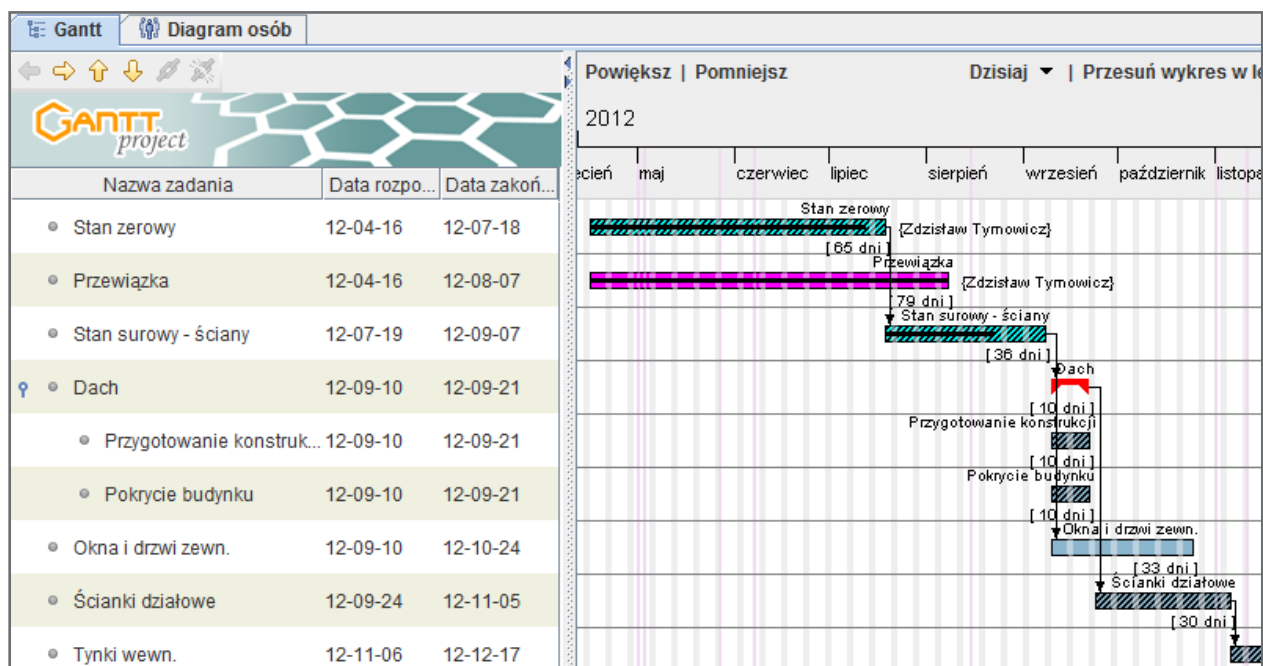 Gantt Diagram osób
Powiększ | Pomniejsz Dzisiaj | Przesuń wykres w le
GANTT
project
2012
ecień maj czerwiec lipiec sierpień wrzesień październik listopa
Nazwa zadania Data rozpo... Data zakoń...
Stan zerowy 12-04-16 12-07-18
Przewiązka 12-04-16 12-08-07
Stan surowy - ściany 12-07-19 12-09-07
Dach 12-09-10 12-09-21
Przygotowanie konstruk... 12-09-10 12-09-21
Pokrycie budynku 12-09-10 12-09-21
Okna i drzwi zewn. 12-09-10 12-10-24
Ścianki działowe 12-09-24 12-11-05
Tynki wewn. 12-11-06 12-12-17
Stan zerowy
{Zdzisław Tymowicz}
[ 65 dni ]
Przewiązka
{Zdzisław Tymowicz}
[ 79 dni ]
Stan surowy - ściany
[ 36 dni ]
Dach
[ 10 dni ]
Przygotowanie konstrukcji
[ 10 dni ]
Pokrycie budynku
[ 10 dni ]
Okna i drzwi zewn.
[ 33 dni ]
Ścianki działowe
[ 30 dni ]